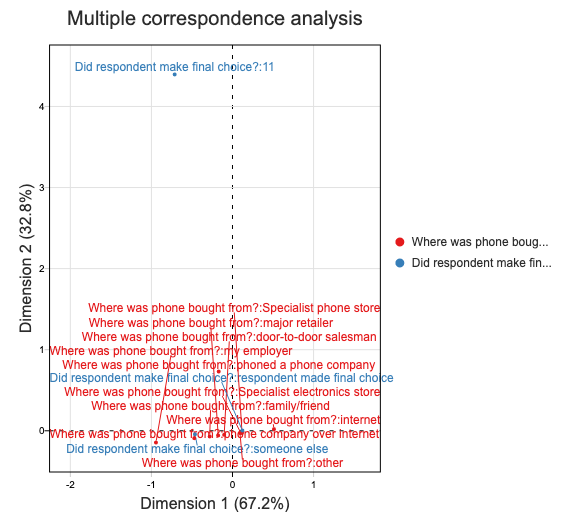 Multiple correspondence analysis
Did respondent make final choice?:11
4
3
2
1
0
Dimension 2 (32.8%)
Where was phone boug...
Did respondent make fin...
Where was phone bought from?:Specialist phone store
Where was phone bought from?:major retailer
Where was phone bought from?:door-to-door salesman
Where was phone bought from?:my employer
Where was phone bought from?:phoned a phone company
Did respondent make final choice?:respondent made final choice
Where was phone bought from?:Specialist electronics store
Where was phone bought from?:family/friend
Where was phone bought from?:internet
Where was phone bought from?:phone company over internet
Did respondent make final choice?:someone else
Where was phone bought from?:other
-2 -1 0 1
Dimension 1 (67.2%)